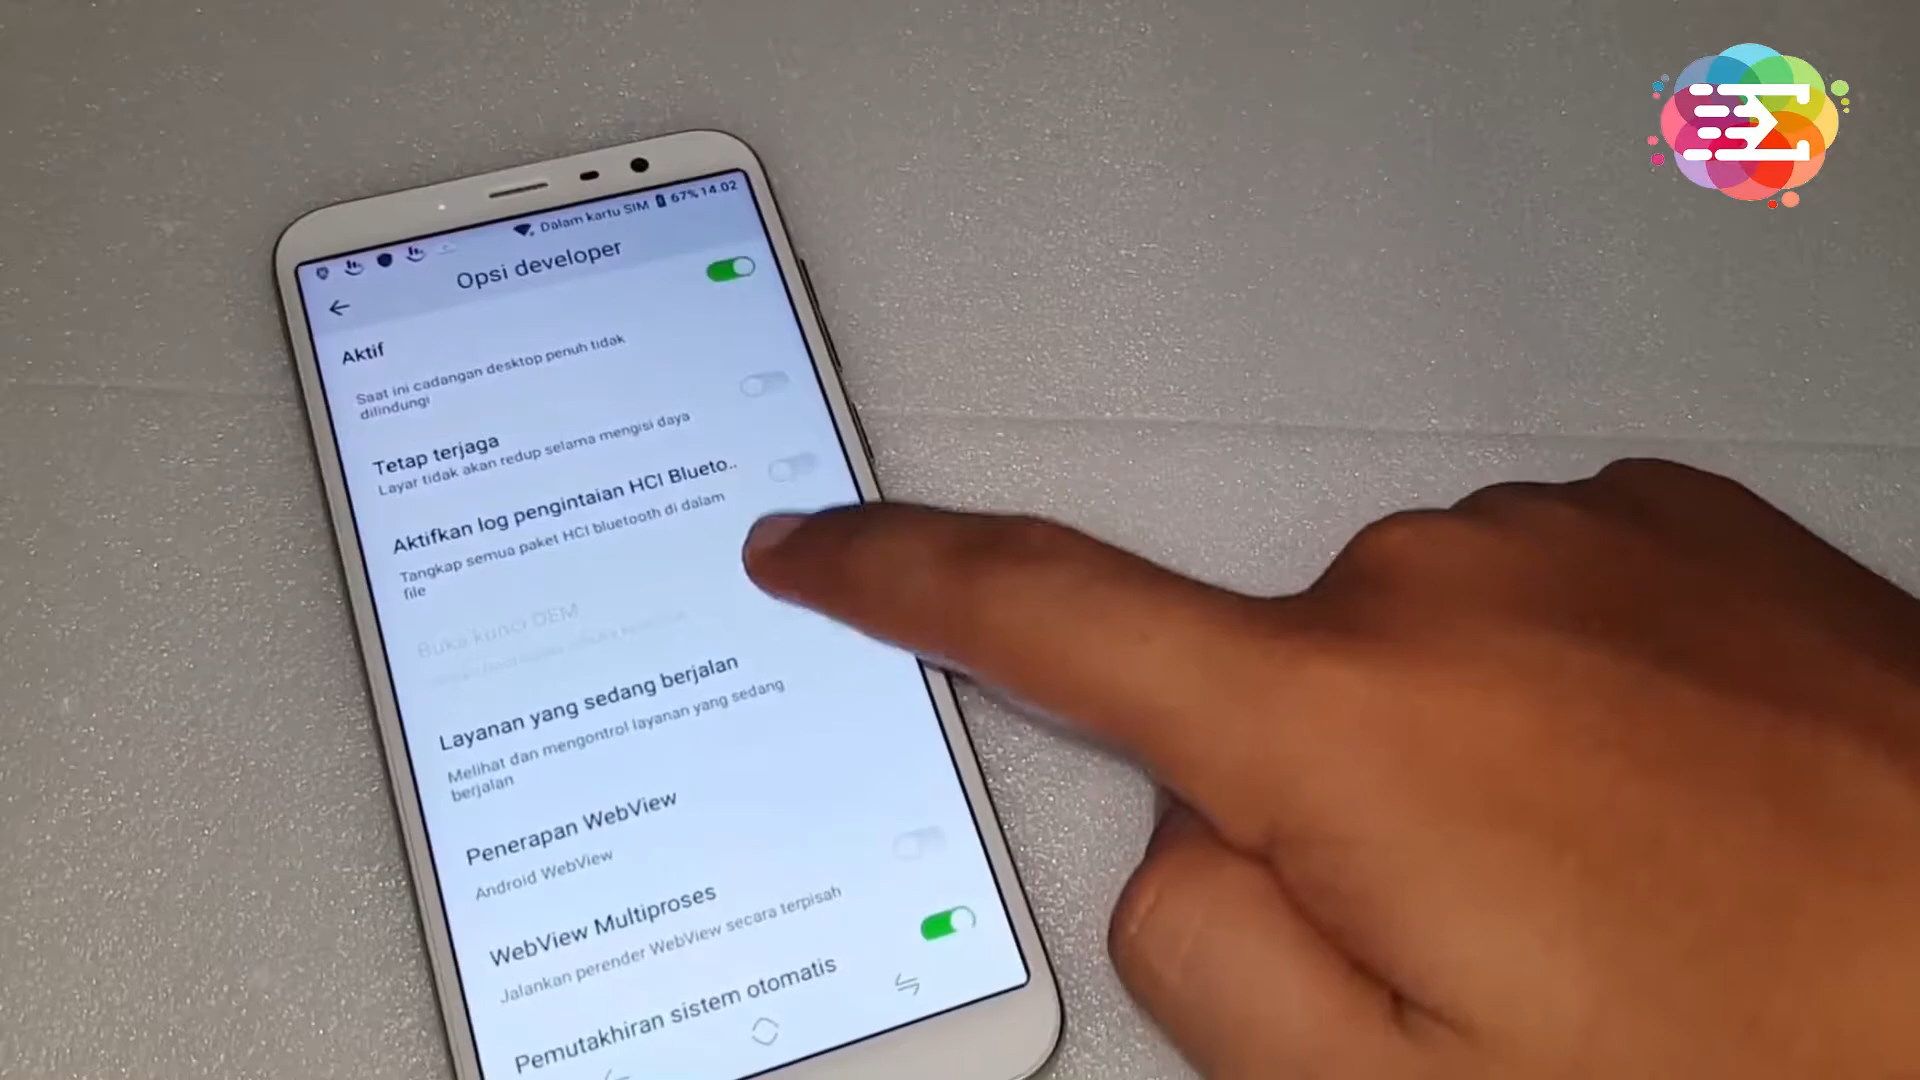 Dalam kartu SIM 67% 14.02
Opsi developer
Aktif
Saat ini cadangan desktop penuh tidak
dilindungi
Tetap terjaga
Layar tidak akan redup selama mengisi daya
Aktifkan log pengintaian HCI Blueto..
Tangkap semua paket HCI bluetooth di dalam
file
Buka kunci OEM
Layanan yang sedang berjalan
Melihat dan mengontrol layanan yang sedang
berjalan
Penerapan WebView
Android WebView
WebView Multiproses
Jalankan perender WebView secara terpisah
Pemutakhiran sistem otomatis